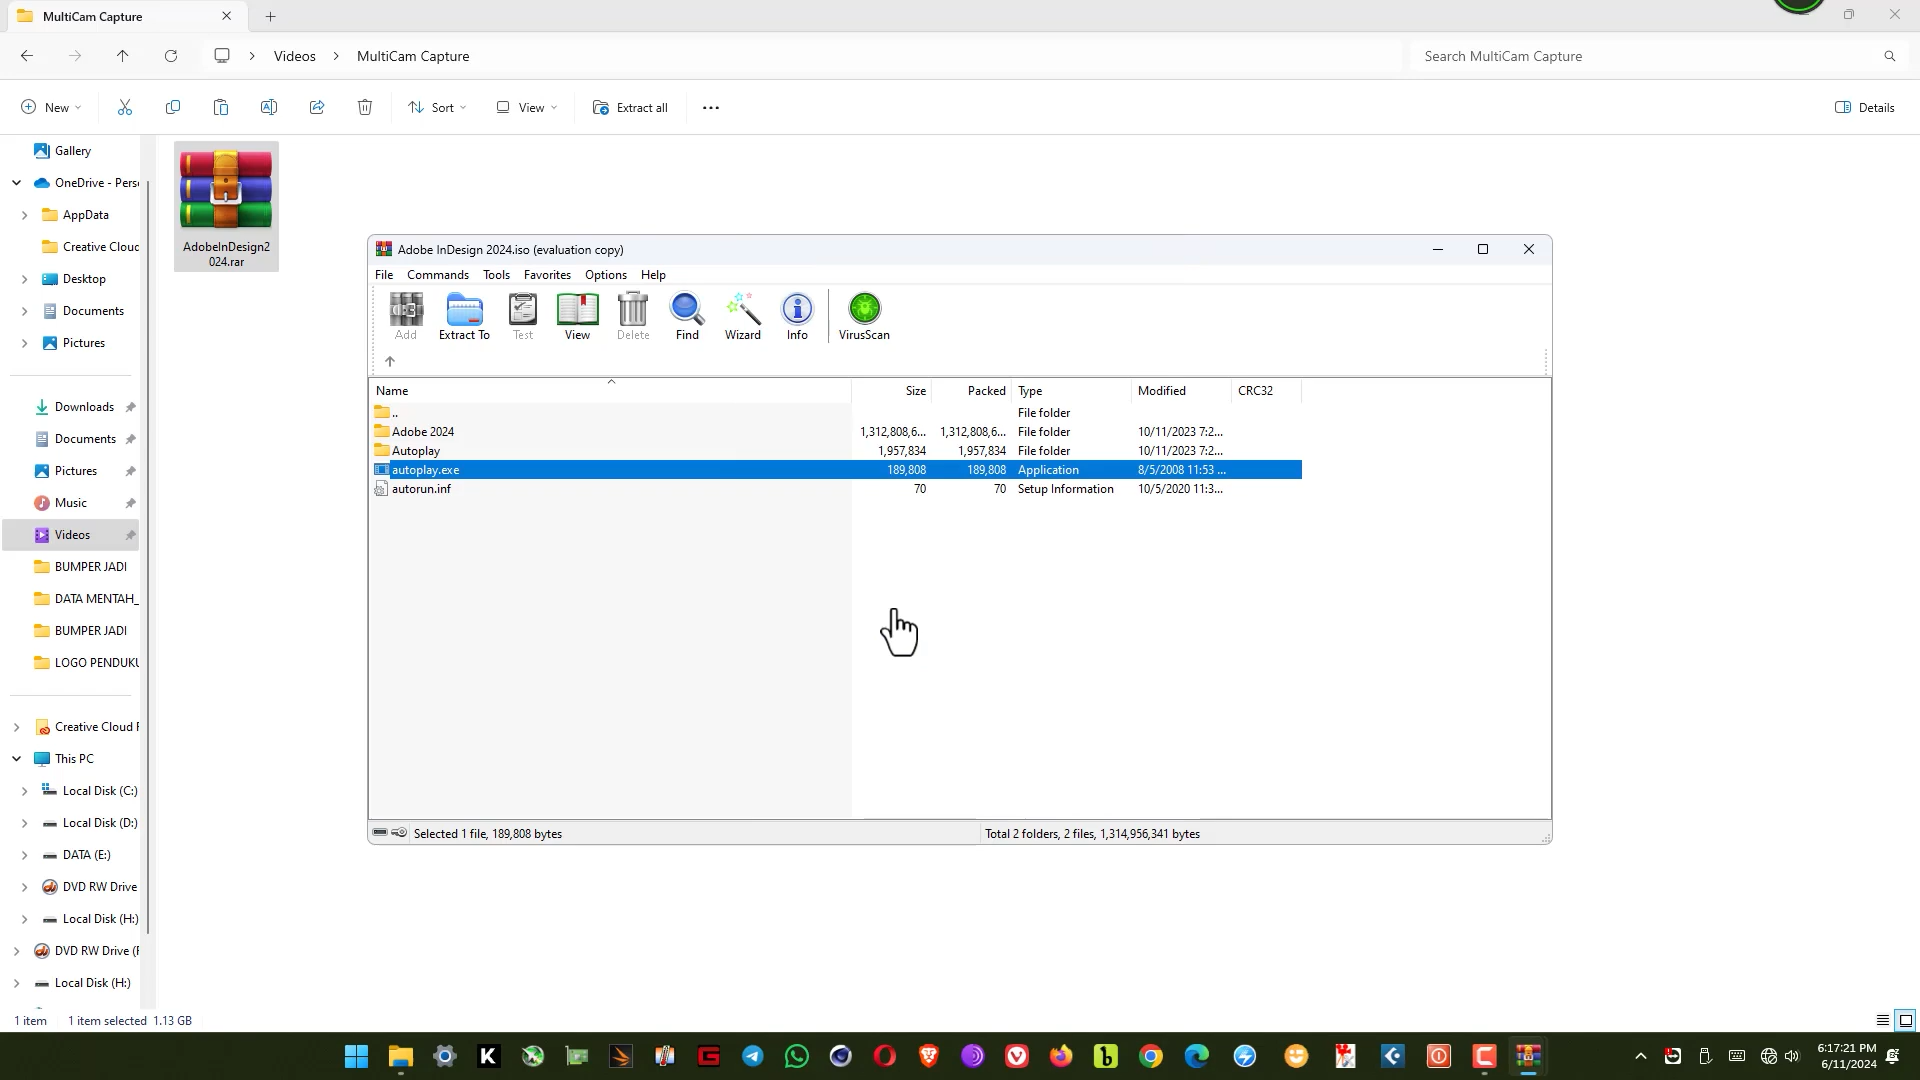 MultiCam Capture
Videos
MultiCam Capture
Search MultiCam Capture
New
Sort
View
Extract all
Details
Gallery
OneDrive - Pers
AppData
Creative Cloud
Desktop
Documents
Pictures
Downloads
Documents
Pictures
Music
Videos
BUMPER JADI
DATA MENTAH_
BUMPER JADI
LOGO PENDUKU
Creative Cloud F
This PC
Local Disk (C:)
Local Disk (D:)
DATA (E:)
DVD RW Drive
Local Disk (H:)
DVD RW Drive (F
Local Disk (H:)
AdobeInDesign2
024.rar
Adobe InDesign 2024.iso (evaluation copy)
File Commands Tools Favorites Options Help
Add Extract To Test View Delete Find Wizard Info VirusScan
Name Size Packed Type Modified CRC32
.. File folder
Adobe 2024 1,312,808,6... 1,312,808,6... File folder 10/11/2023 7:2...
Autoplay 1,957,834 1,957,834 File folder 10/11/2023 7:2...
autoplay.exe 189,808 189,808 Application 8/5/2008 11:53 ...
autorun.inf 70 70 Setup Information 10/5/2020 11:3...
Selected 1 file, 189,808 bytes
Total 2 folders, 2 files, 1,314,956,341 bytes
1 item 1 item selected 1.13 GB
6:17:21 PM
6/11/2024